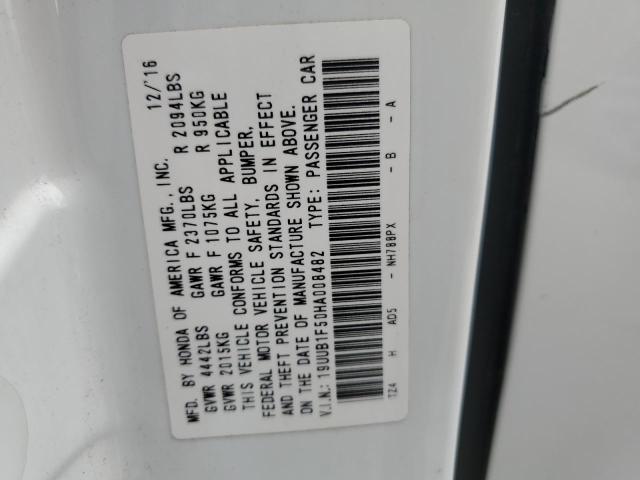 MFD. BY HONDA OF AMERICA MFG., INC. 12/'16
GVWR 4442LBS GAWR F 2370LBS R 2094LBS
GVWR 2015KG GAWR F 1075KG R 950KG
THIS VEHICLE CONFORMS TO ALL APPLICABLE
FEDERAL MOTOR VEHICLE SAFETY, BUMPER,
AND THEFT PREVENTION STANDARDS IN EFFECT
ON THE DATE OF MANUFACTURE SHOWN ABOVE.
V.I.N.: 19UUB1F50HA008482 TYPE: PASSENGER CAR
TZ4 H AD5 - NH788PX - B - A